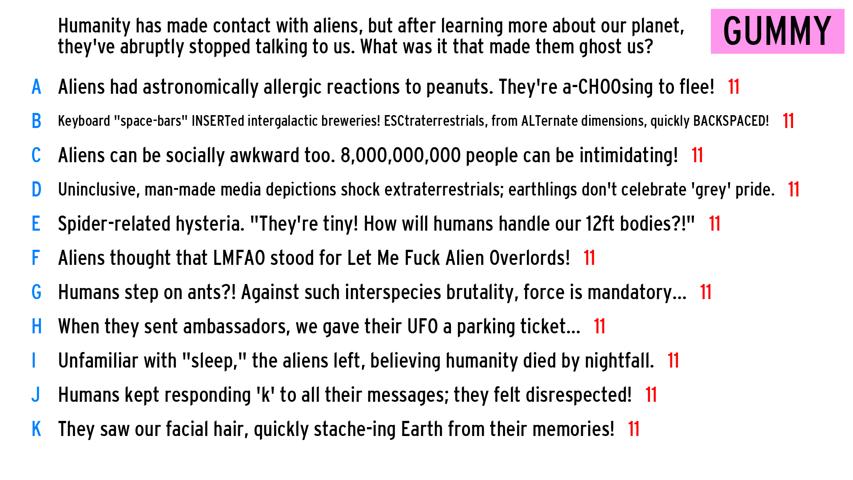 Humanity has made contact with aliens, but after learning more about our planet,
they've abruptly stopped talking to us. What was it that made them ghost us?
GUMMY
A Aliens had astronomically allergic reactions to peanuts. They're a-CHOOsing to flee! 11
B Keyboard "space-bars" INSERTed intergalactic breweries! ESCtraterrestrials, from ALTernate dimensions, quickly BACKSPACED! 11
C Aliens can be socially awkward too. 8,000,000,000 people can be intimidating! 11
D Uninclusive, man-made media depictions shock extraterrestrials; earthlings don't celebrate 'grey' pride. 11
E Spider-related hysteria. "They're tiny! How will humans handle our 12ft bodies?!" 11
F Aliens thought that LMFAO stood for Let Me Fuck Alien Overlords! 11
G Humans step on ants?! Against such interspecies brutality, force is mandatory... 11
H When they sent ambassadors, we gave their UFO a parking ticket... 11
I Unfamiliar with "sleep," the aliens left, believing humanity died by nightfall. 11
J Humans kept responding 'k' to all their messages; they felt disrespected! 11
K They saw our facial hair, quickly stache-ing Earth from their memories! 11